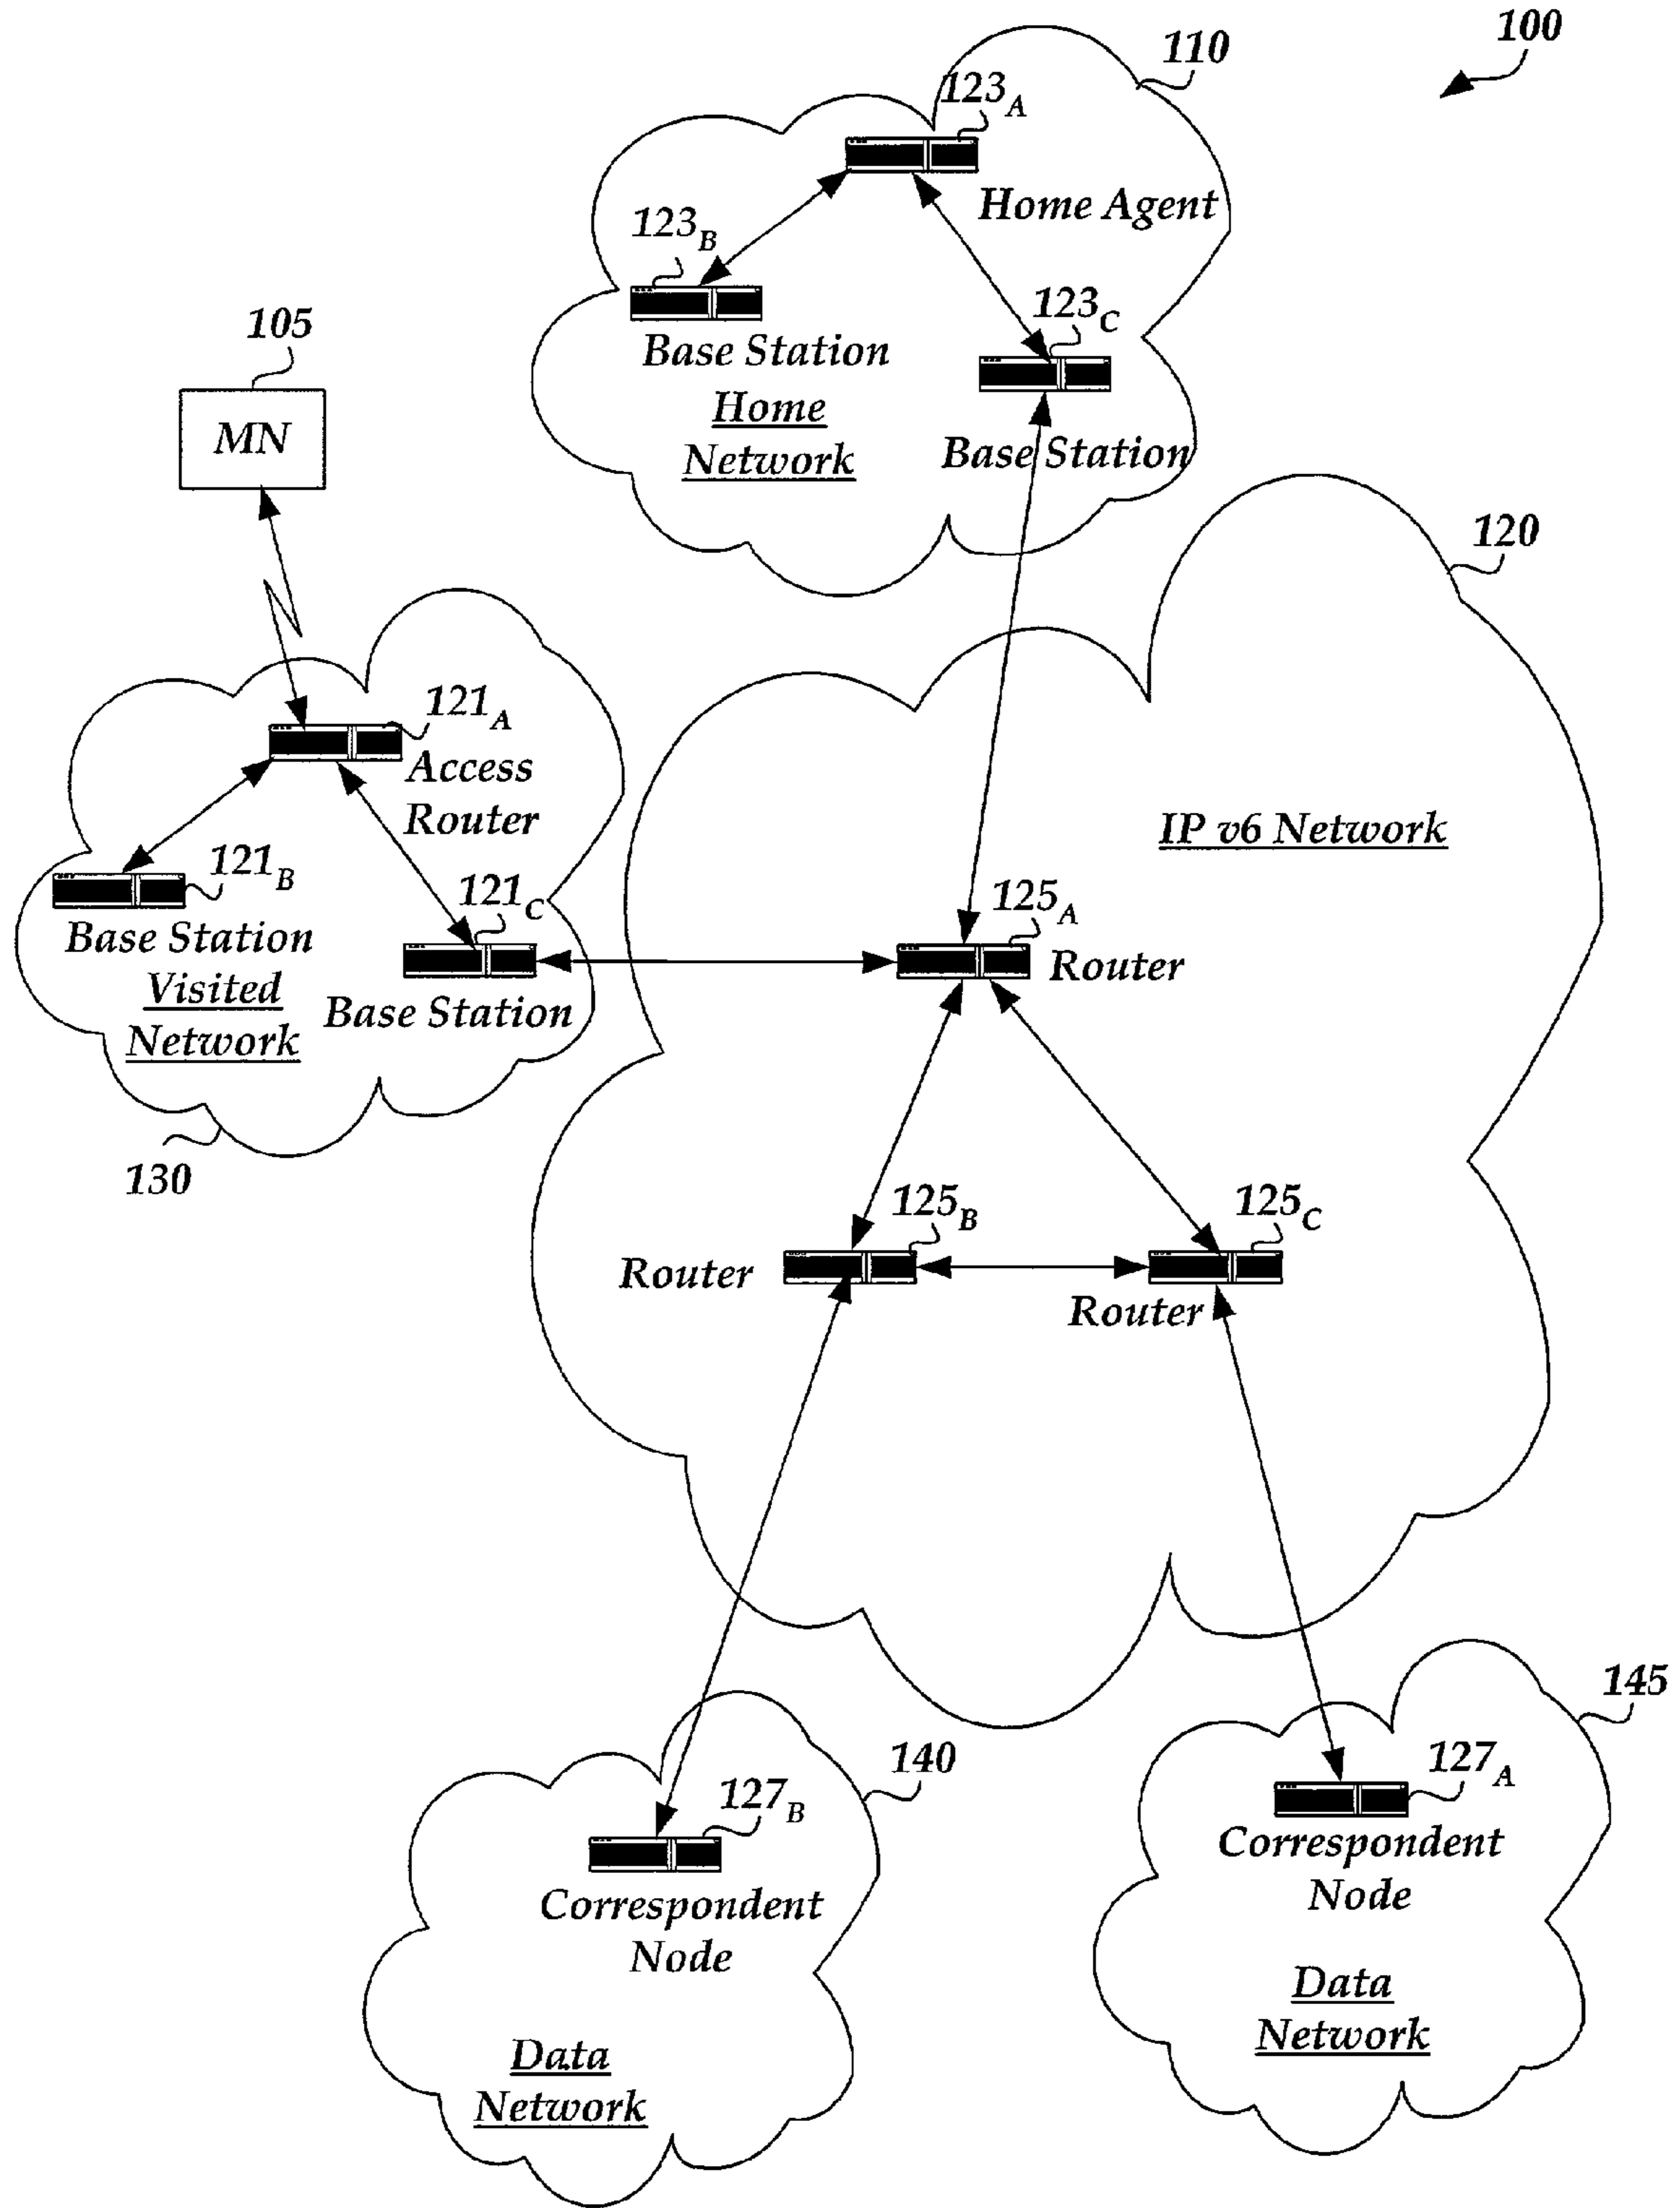 100
110
123A
Home Agent
123B
123C
Base Station
Home
Network
Base Station
105
MN
120
121A
Access
Router
IP v6 Network
121B
121C
Base Station
Visited
Network
Base Station
125A
Router
130
125B
125C
Router
Router
145
140
127A
127B
Correspondent
Node
Correspondent
Node
Data
Network
Data
Network